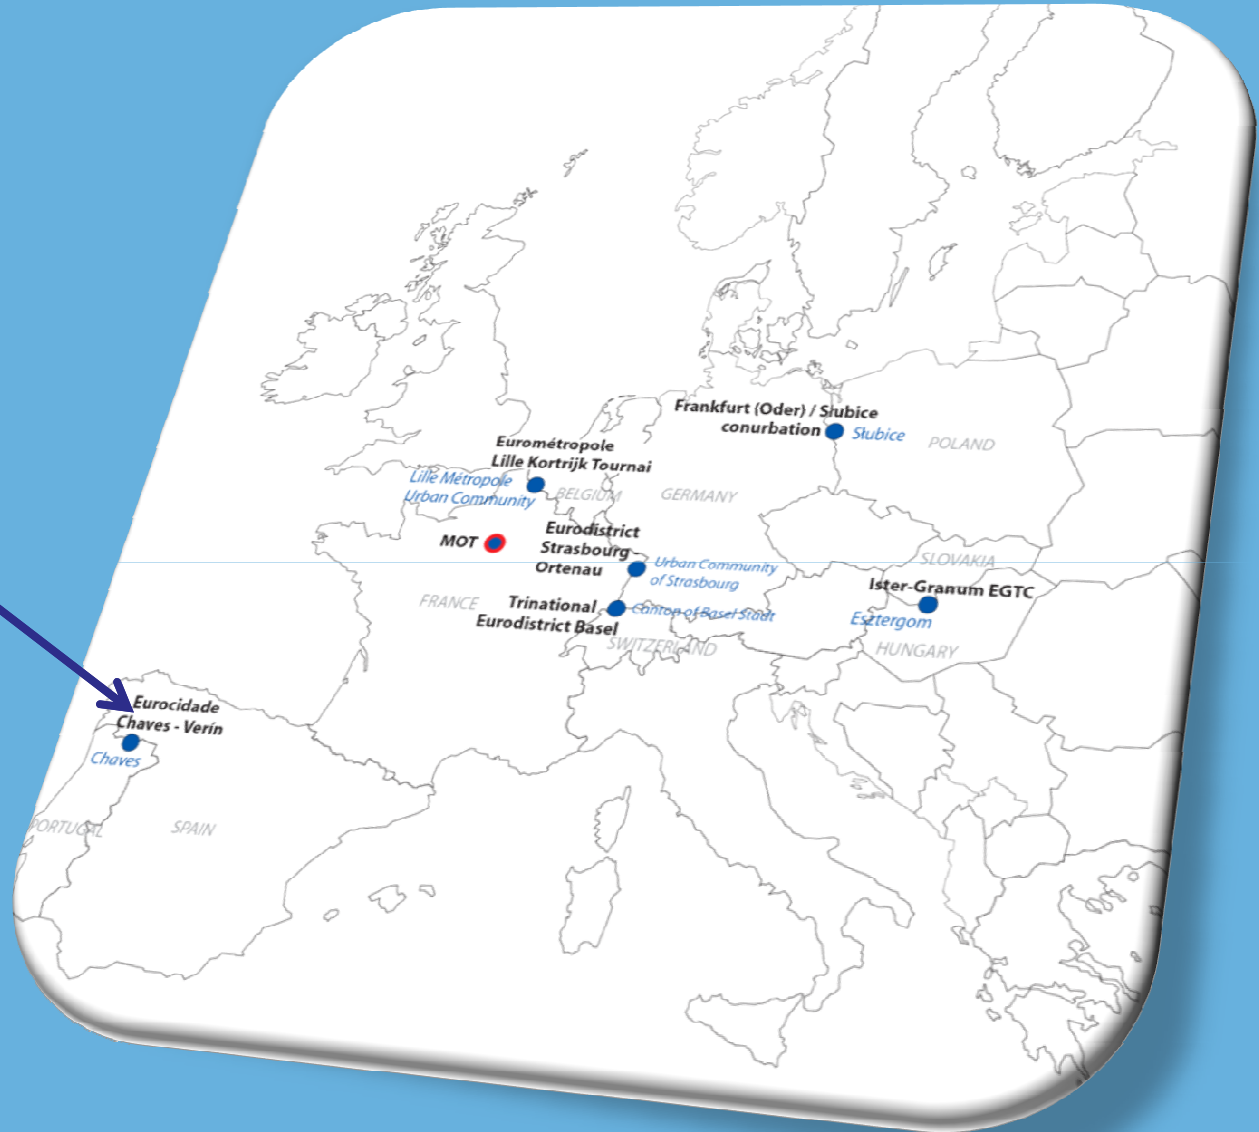 Frankfurt (Oder) / Słubice
conurbation
Słubice
POLAND
Eurométropole
Lille Kortrijk Tournai
Lille Métropole
Urban Community
BELGIUM
GERMANY
MOT
Eurodistrict
Strasbourg -
Ortenau
Urban Community
of Strasbourg
SLOVAKIA
Ister-Granum EGTC
Esztergom
HUNGARY
FRANCE
Trinational
Eurodistrict Basel
Canton of Basel Stadt
SWITZERLAND
Eurocidade
Chaves - Verín
Chaves
PORTUGAL
SPAIN